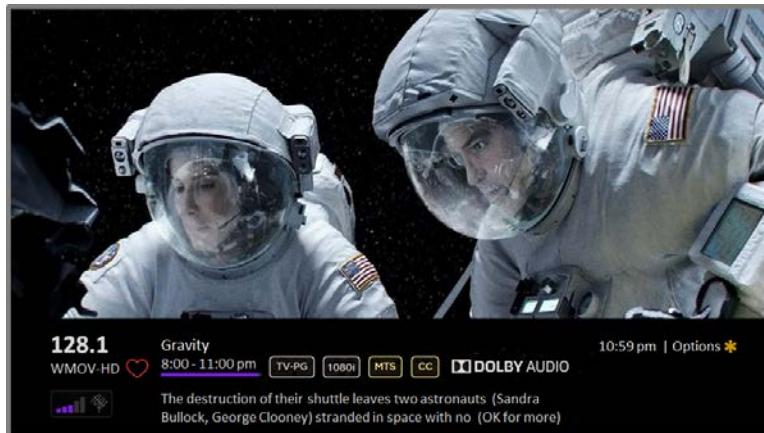 128.1
WMOV-HD
Gravity
8:00 - 11:00 pm TV-PG 1080i MTS CC DOLBY AUDIO
10:59 pm | Options *
The destruction of their shuttle leaves two astronauts (Sandra
Bullock, George Clooney) stranded in space with no (OK for more)